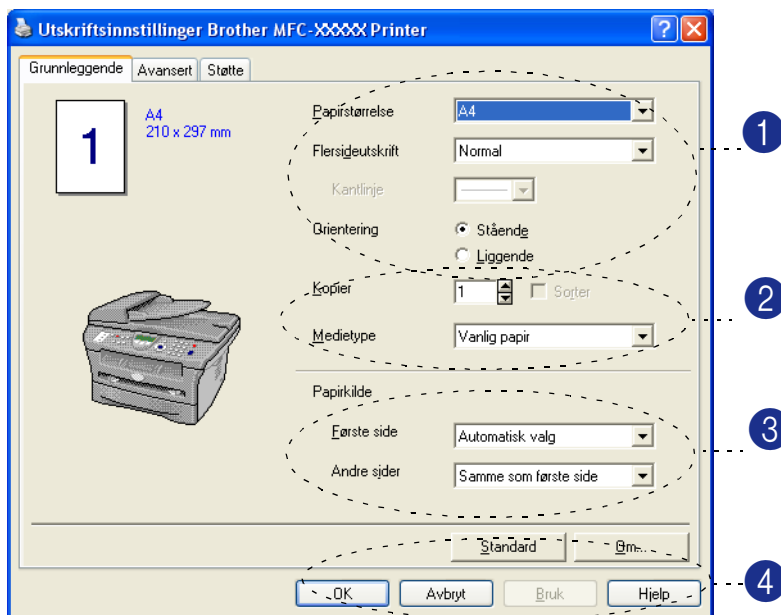 Utskriftsinnstillinger Brother MFC-XXXXX Printer
Grunnleggende Avansert Støtte
1
A4
210 x 297 mm
Papirstørrelse A4
Flersideutskrift Normal
Kantlinje
Orientering Stående
Liggende
1
Kopier 1 Sorter
Medietype Vanlig papir
2
Papirkilde
Første side Automatisk valg
Andre sider Samme som første side
3
Standard Om...
OK Avbryt Bruk Hjelp
4